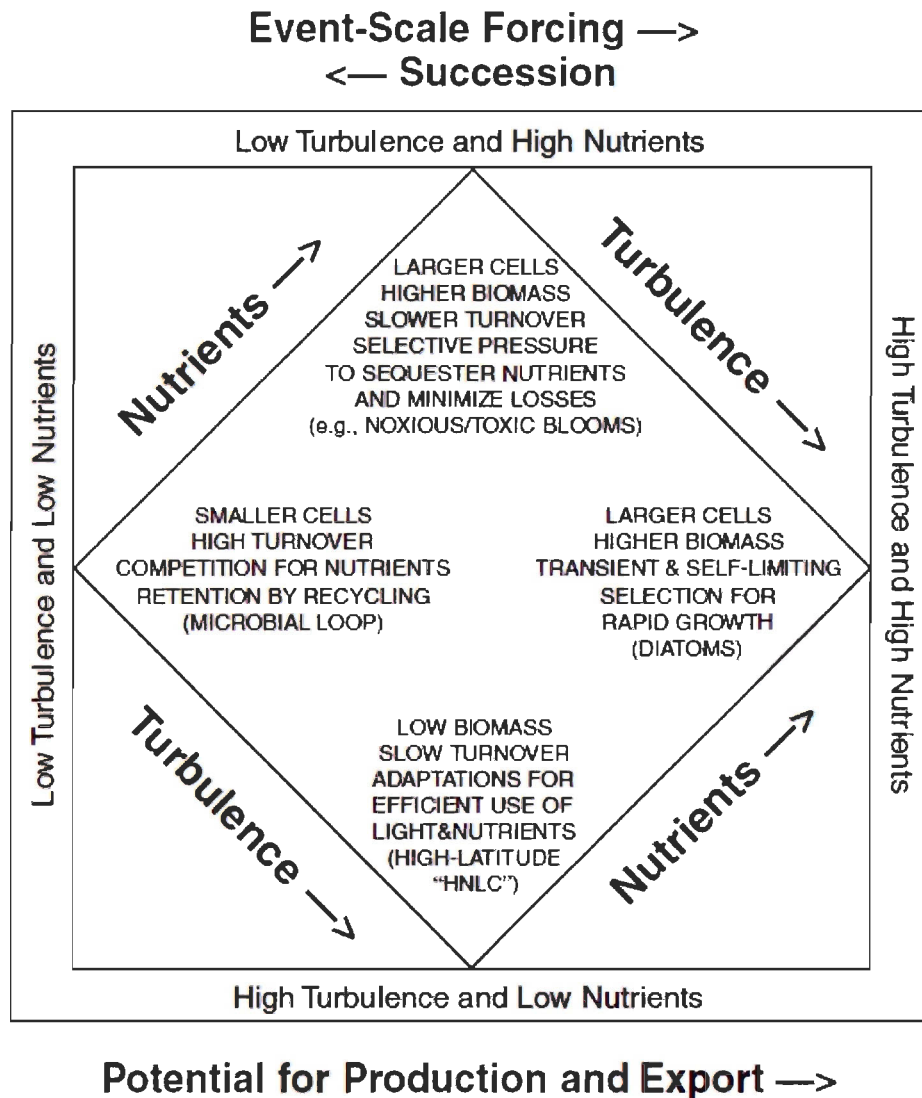 Event-Scale Forcing —>
<— Succession
Low Turbulence and High Nutrients
Nutrients —>
Turbulence —>
LARGER CELLS
HIGHER BIOMASS
SLOWER TURNOVER
SELECTIVE PRESSURE
TO SEQUESTER NUTRIENTS
AND MINIMIZE LOSSES
(e.g., NOXIOUS/TOXIC BLOOMS)
Low Turbulence and Low Nutrients
High Turbulence and High Nutrients
SMALLER CELLS
HIGH TURNOVER
COMPETITION FOR NUTRIENTS
RETENTION BY RECYCLING
(MICROBIAL LOOP)
LARGER CELLS
HIGHER BIOMASS
TRANSIENT & SELF-LIMITING
SELECTION FOR
RAPID GROWTH
(DIATOMS)
Turbulence —>
Nutrients —>
LOW BIOMASS
SLOW TURNOVER
ADAPTATIONS FOR
EFFICIENT USE OF
LIGHT&NUTRIENTS
(HIGH-LATITUDE
“HNLC”)
High Turbulence and Low Nutrients
Potential for Production and Export —>